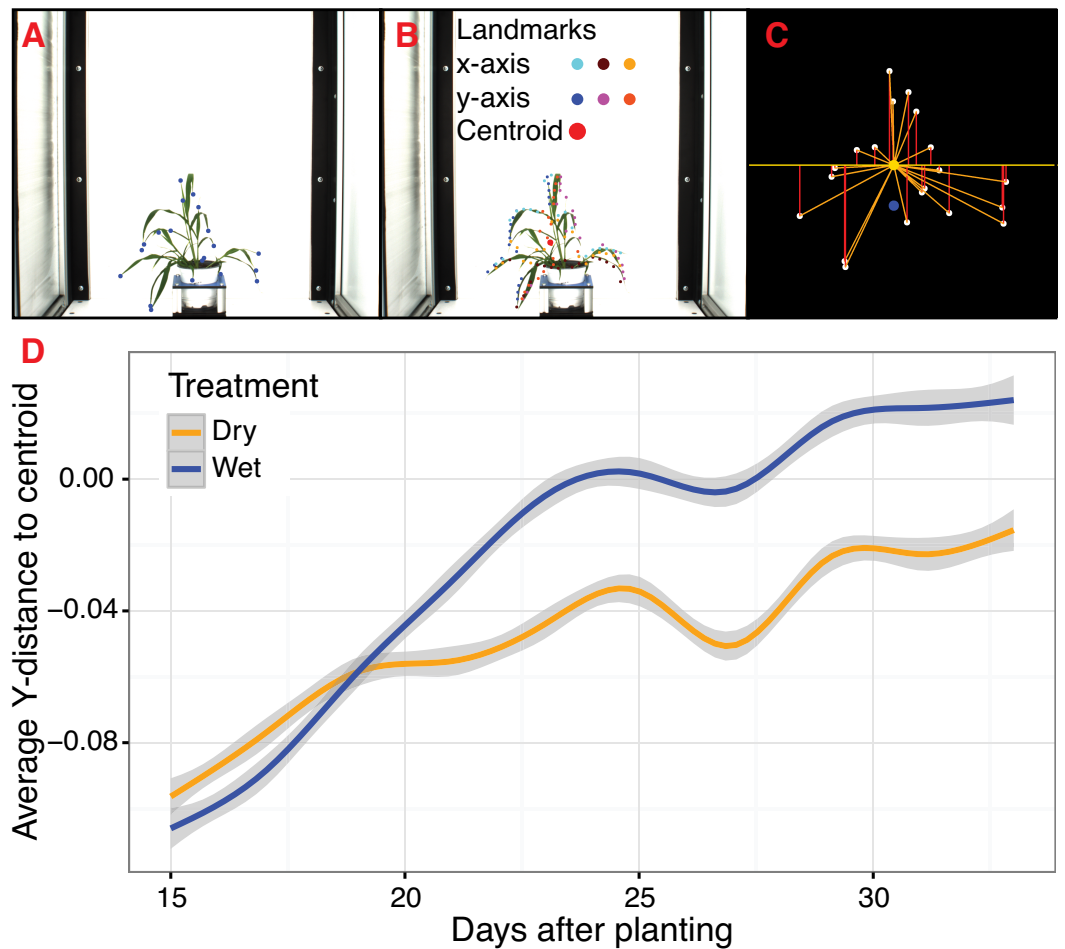 A
B
C
Landmarks
x-axis
y-axis
Centroid
D
Treatment
Dry
Wet
0.00
−0.04
−0.08
Average Y-distance to centroid
15
20
25
30
Days after planting